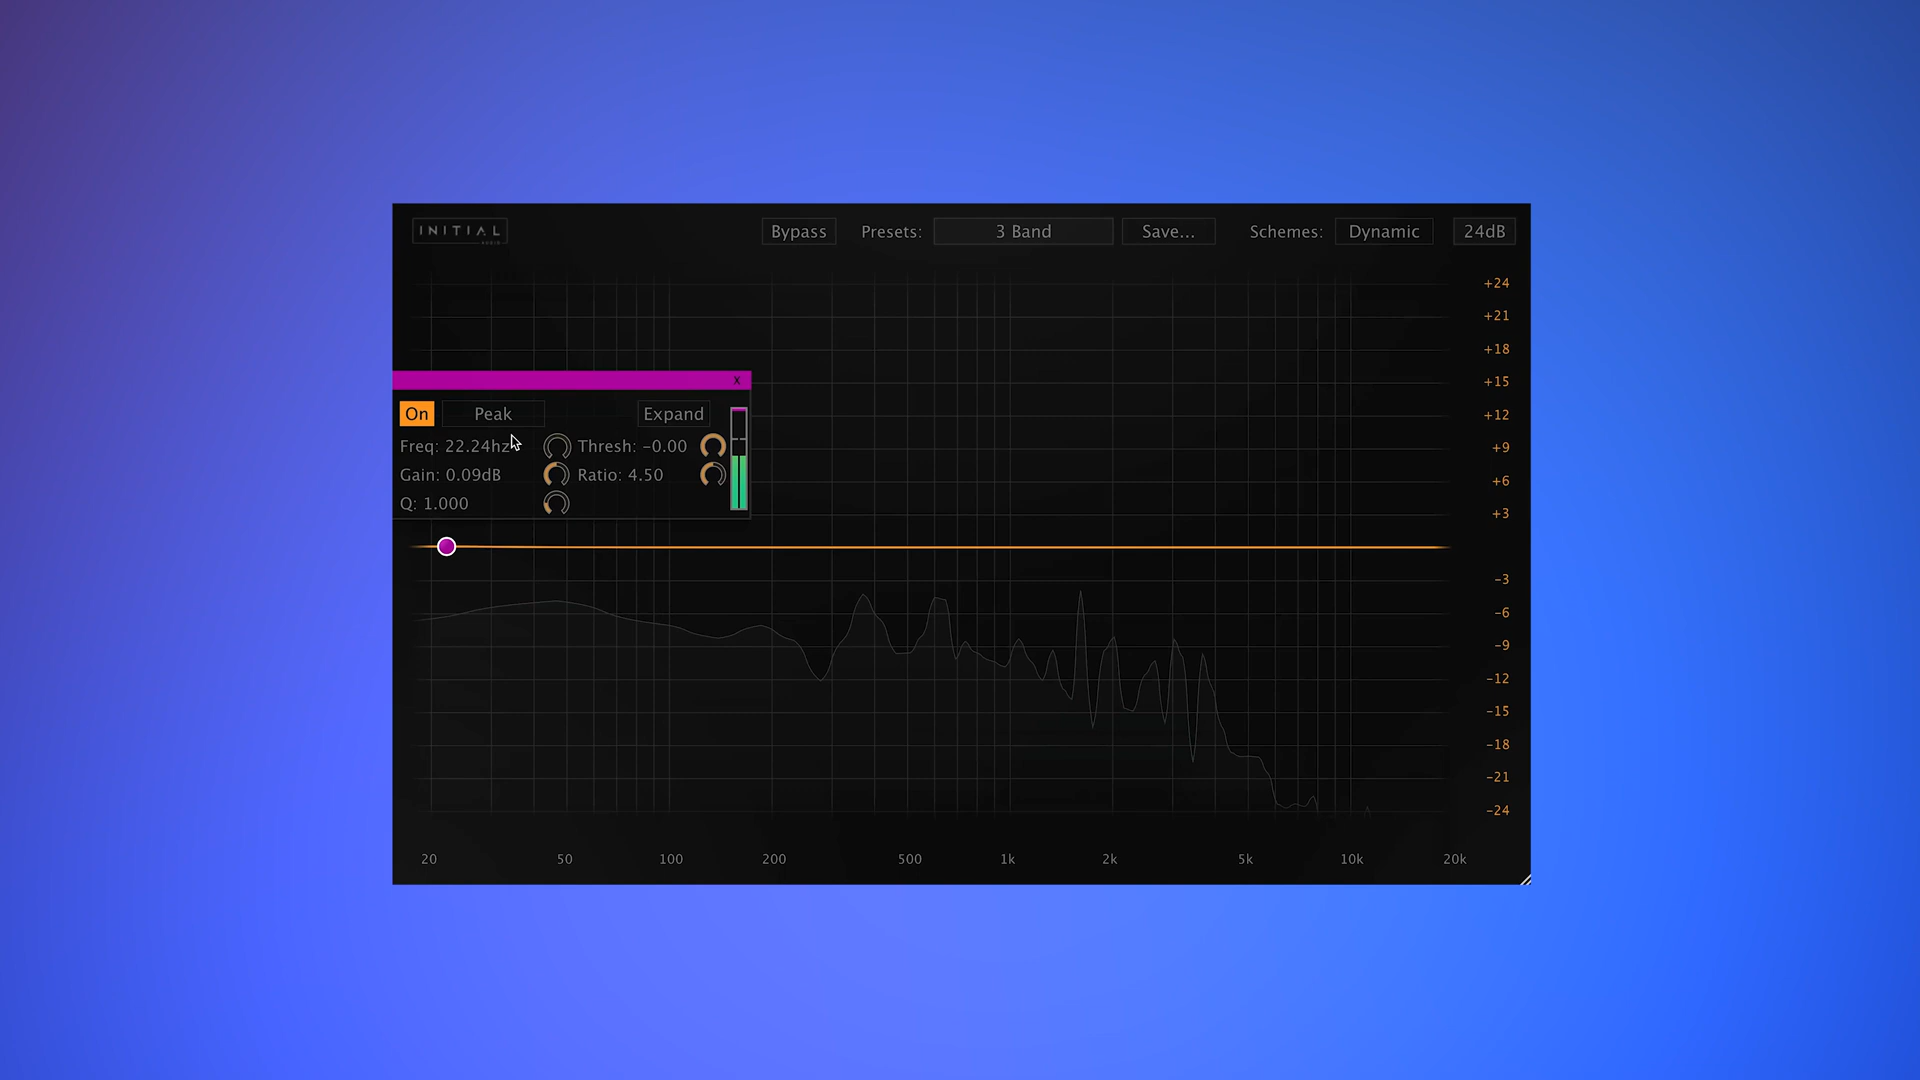 INITIAL
AUDIO
Bypass Presets: 3 Band Save... Schemes: Dynamic 24dB
+24
+21
+18
+15
x
On Peak Expand
+12
Freq: 22.24hz Thresh: -0.00
+9
Gain: 0.09dB Ratio: 4.50
+6
Q: 1.000
+3
-3
-6
-9
-12
-15
-18
-21
-24
20 50 100 200 500 1k 2k 5k 10k 20k